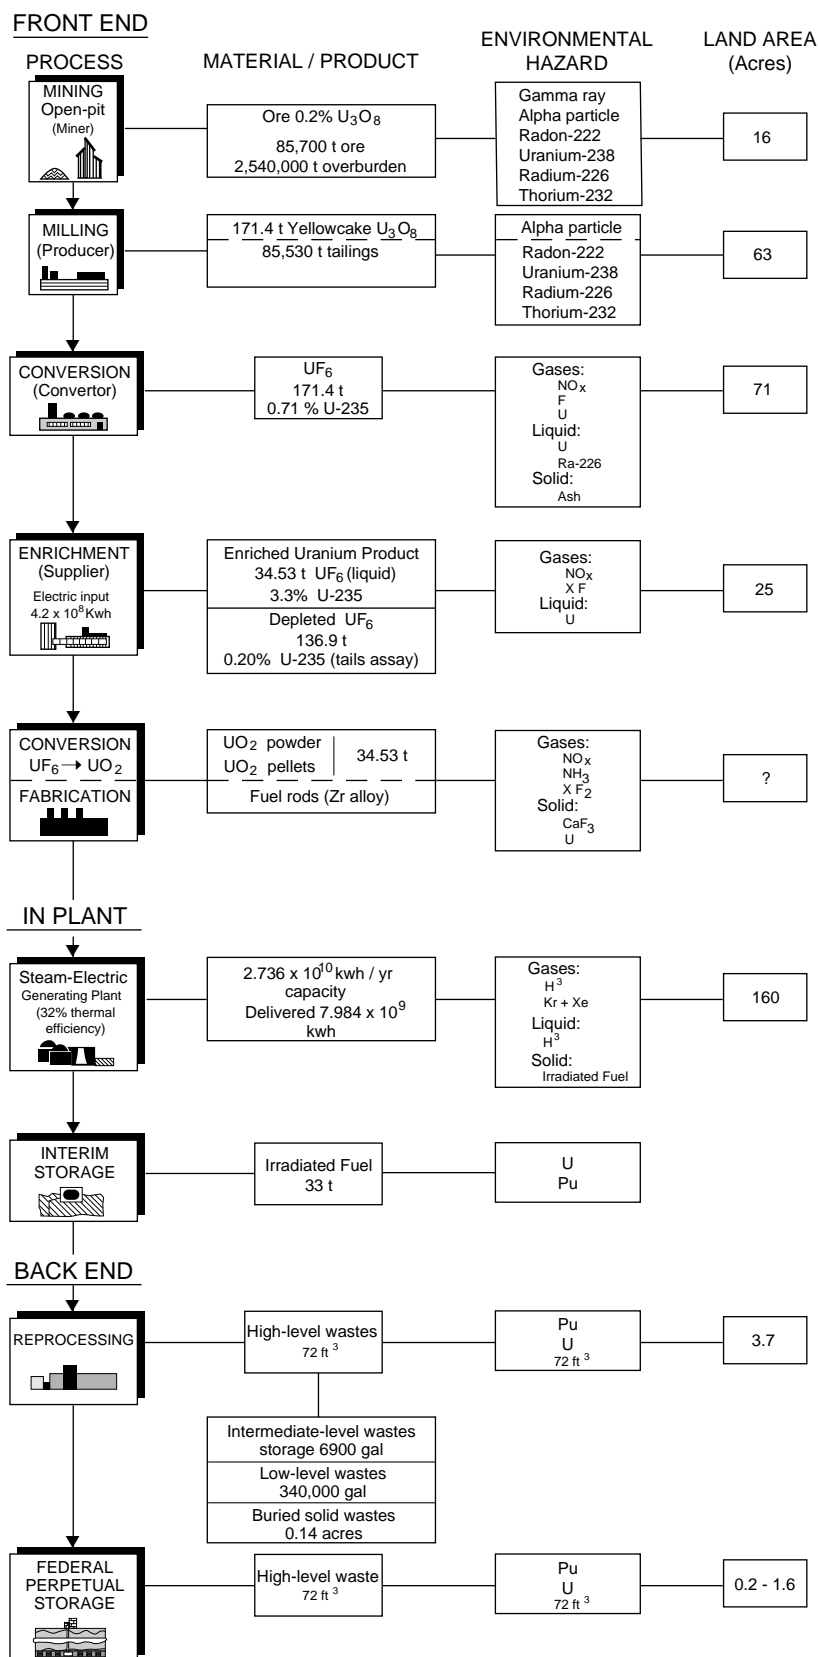 FRONT END
PROCESS
MATERIAL / PRODUCT
ENVIRONMENTAL
HAZARD
LAND AREA
(Acres)
MINING
Open-pit
(Miner)
Ore 0.2% U3O8
85,700 t ore
2,540,000 t overburden
Gamma ray
Alpha particle
Radon-222
Uranium-238
Radium-226
Thorium-232
16
MILLING
(Producer)
171.4 t Yellowcake U3O8
85,530 t tailings
Alpha particle
Radon-222
Uranium-238
Radium-226
Thorium-232
63
CONVERSION
(Convertor)
UF6
171.4 t
0.71 % U-235
Gases:
NOx
F
U
Liquid:
U
Ra-226
Solid:
Ash
71
ENRICHMENT
(Supplier)
Electric input
4.2 x 10^8 Kwh
Enriched Uranium Product
34.53 t UF6 (liquid)
3.3% U-235
Depleted UF6
136.9 t
0.20% U-235 (tails assay)
Gases:
NOx
X F
Liquid:
U
25
CONVERSION
UF6 → UO2
FABRICATION
UO2 powder
UO2 pellets
34.53 t
Fuel rods (Zr alloy)
Gases:
NOx
NH3
X F2
Solid:
CaF3
U
?
IN PLANT
Steam-Electric
Generating Plant
(32% thermal
efficiency)
2.736 x 10^10 kwh / yr
capacity
Delivered 7.984 x 10^9
kwh
Gases:
H^3
Kr + Xe
Liquid:
H^3
Solid:
Irradiated Fuel
160
INTERIM
STORAGE
Irradiated Fuel
33 t
U
Pu
BACK END
REPROCESSING
High-level wastes
72 ft^3
Pu
U
72 ft^3
3.7
Intermediate-level wastes
storage 6900 gal
Low-level wastes
340,000 gal
Buried solid wastes
0.14 acres
FEDERAL
PERPETUAL
STORAGE
High-level waste
72 ft^3
Pu
U
72 ft^3
0.2 - 1.6